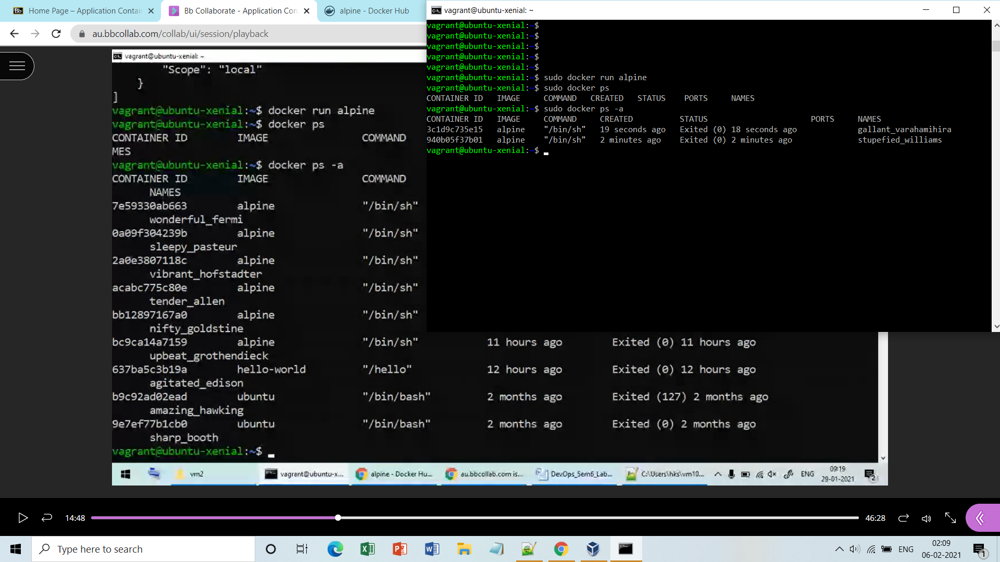 Home Page – Application Contain
Bb Collaborate - Application Con
alpine - Docker Hub
au.bbcollab.com/collab/ui/session/playback
vagrant@ubuntu-xenial: ~
vagrant@ubuntu-xenial:~$
vagrant@ubuntu-xenial:~$
vagrant@ubuntu-xenial:~$
vagrant@ubuntu-xenial:~$
vagrant@ubuntu-xenial:~$
vagrant@ubuntu-xenial:~$ sudo docker run alpine
vagrant@ubuntu-xenial:~$ sudo docker ps
CONTAINER ID IMAGE COMMAND CREATED STATUS PORTS NAMES
vagrant@ubuntu-xenial:~$ sudo docker ps -a
CONTAINER ID IMAGE COMMAND CREATED STATUS PORTS NAMES
3c1d9c735e15 alpine "/bin/sh" 19 seconds ago Exited (0) 18 seconds ago gallant_varahamihira
940b05f37b01 alpine "/bin/sh" 2 minutes ago Exited (0) 2 minutes ago stupefied_williams
vagrant@ubuntu-xenial:~$
vagrant@ubuntu-xenial: ~
"Scope": "local"
}
]
vagrant@ubuntu-xenial:~$ docker run alpine
vagrant@ubuntu-xenial:~$ docker ps
CONTAINER ID IMAGE COMMAND
MES
vagrant@ubuntu-xenial:~$ docker ps -a
CONTAINER ID IMAGE COMMAND
NAMES
7e59330ab663 alpine "/bin/sh"
wonderful_fermi
0a09f304239b alpine "/bin/sh"
sleepy_pasteur
2a0e3807118c alpine "/bin/sh"
vibrant_hofstadter
acabc775c80e alpine "/bin/sh"
tender_allen
bb12897167a0 alpine "/bin/sh"
nifty_goldstine
bc9ca14a7159 alpine "/bin/sh" 11 hours ago Exited (0) 11 hours ago
upbeat_grothendieck
637ba5c3b19a hello-world "/hello" 12 hours ago Exited (0) 12 hours ago
agitated_edison
b9c92ad02ead ubuntu "/bin/bash" 2 months ago Exited (127) 2 months ago
amazing_hawking
9e7ef77b1cb0 ubuntu "/bin/bash" 2 months ago Exited (0) 2 months ago
sharp_booth
vagrant@ubuntu-xenial:~$
vm2 vagrant@ubuntu-x... alpine - Docker Hu... au.bbcollab.com is... DevOps_Sem6_Lab... C:\Users\hks\vm10... ENG 09:19
29-01-2021 2
14:48 46:28
Type here to search
ENG 02:09
06-02-2021 1